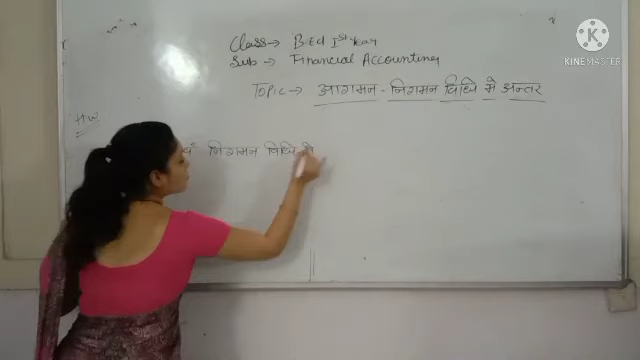 Class → B.Ed Ist Year
Sub → Financial Accounting
Topic → आगमन - निगमन विधि मे अन्तर
H.W.
निगमन विधि मे
KINEMASTER